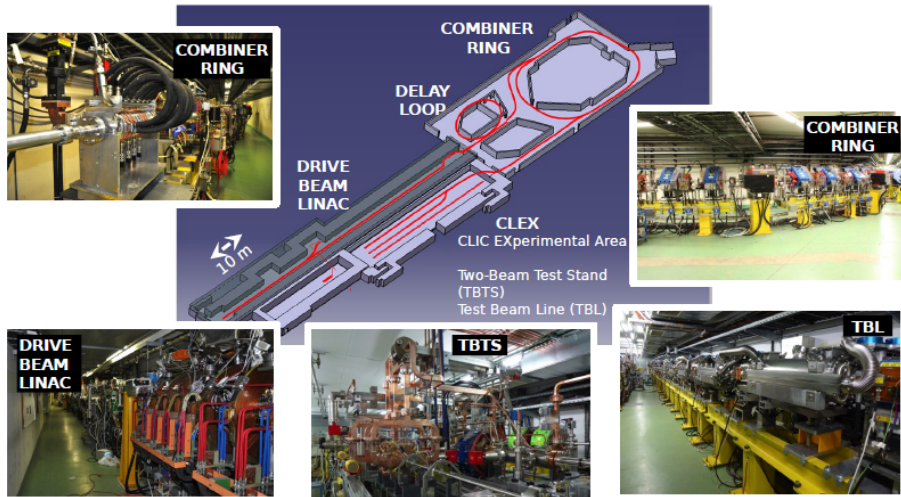 COMBINER
RING
COMBINER
RING
DELAY
LOOP
COMBINER
RING
DRIVE
BEAM
LINAC
CLEX
CLIC EXperimental Area
10 m
Two-Beam Test Stand
(TBTS)
Test Beam Line (TBL)
DRIVE
BEAM
LINAC
TBTS
TBL